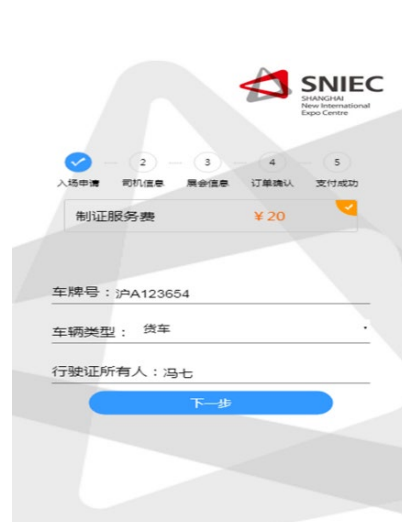 SNIEC
SHANGHAI
New International
Expo Centre
2 3 4 5
入场申请 司机信息 展会信息 订单确认 支付成功
制证服务费 ¥20
车牌号：沪A123654
车辆类型： 货车
行驶证所有人：冯七
下一步